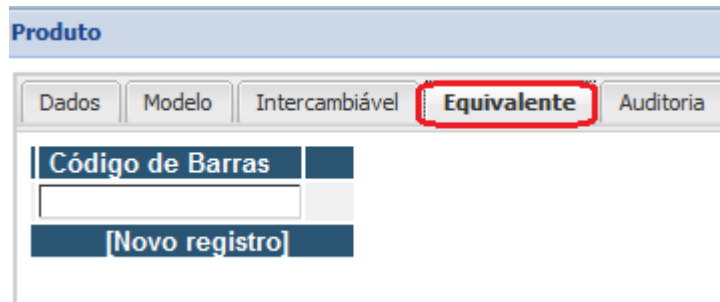 Produto
Dados Modelo Intercambiável Equivalente Auditoria
Código de Barras
[Novo registro]